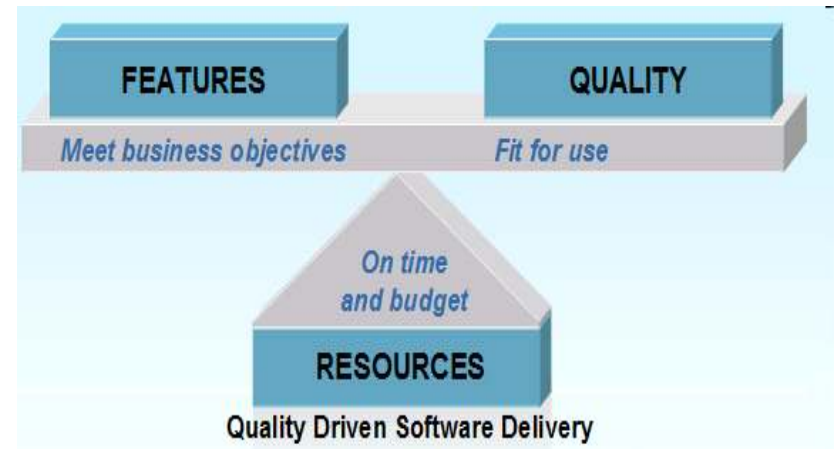 FEATURES
QUALITY
Meet business objectives
Fit for use
On time
and budget
RESOURCES
Quality Driven Software Delivery